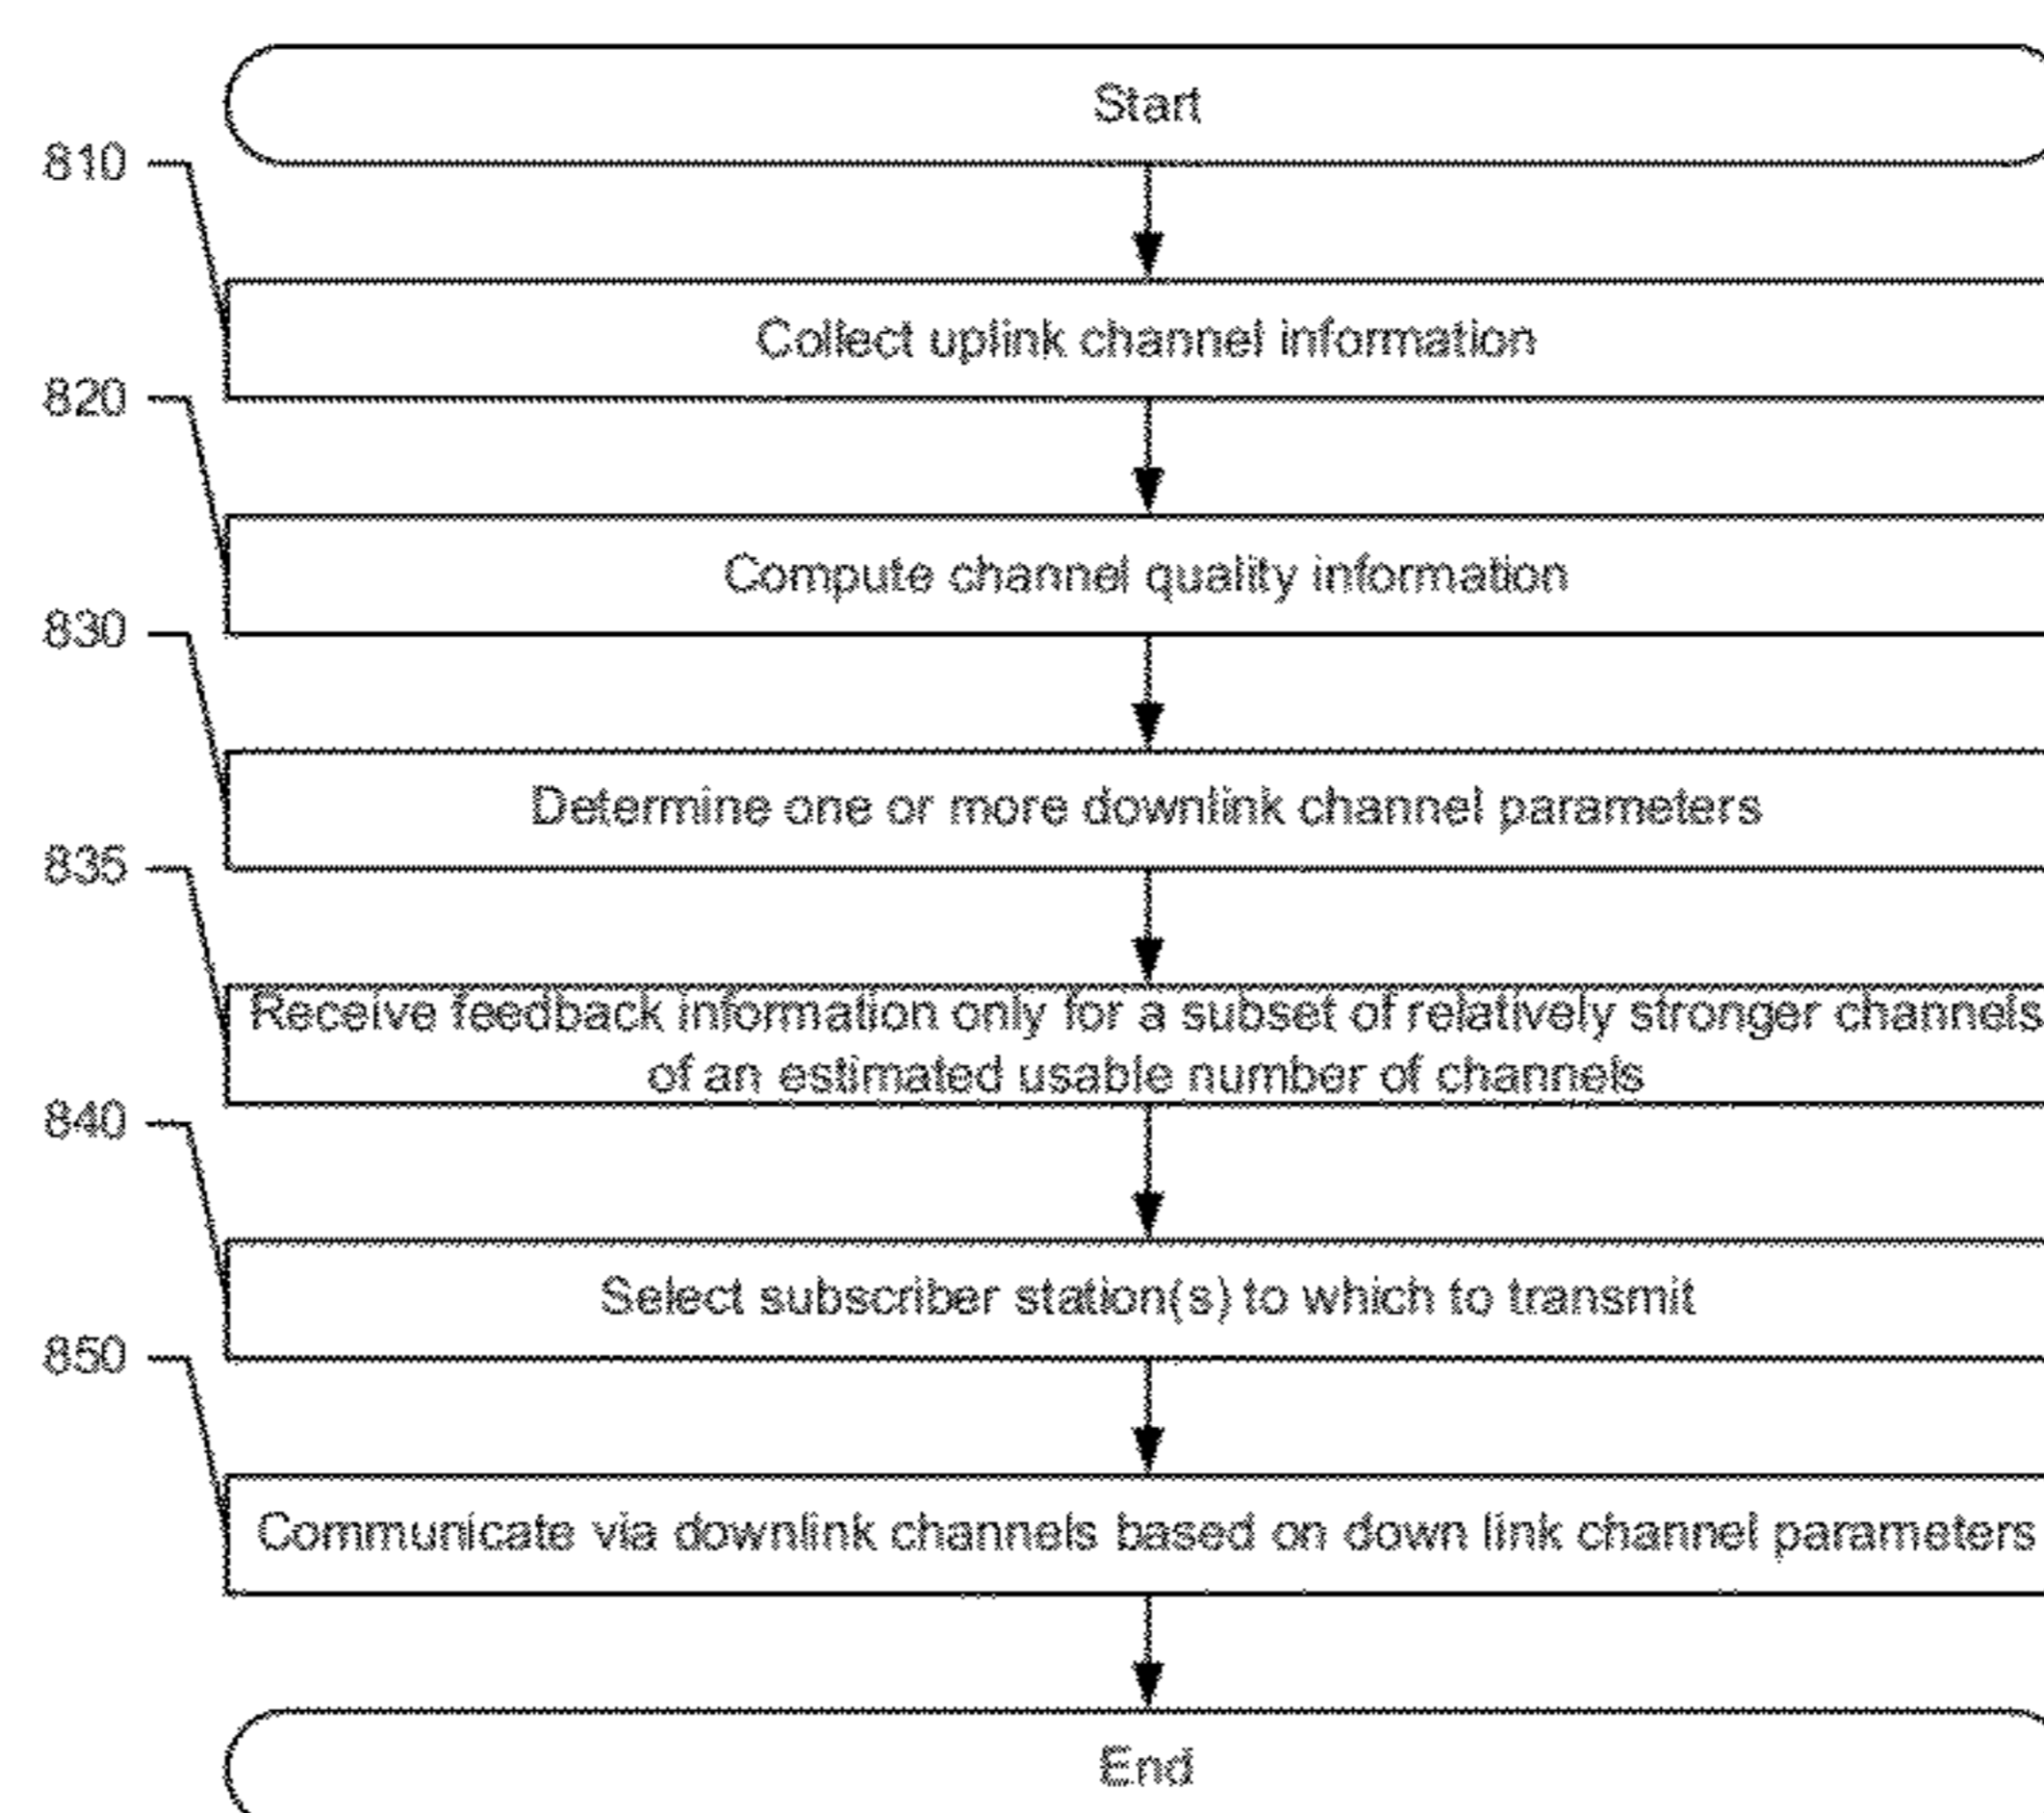 Start
810
Collect uplink channel information
820
Compute channel quality information
830
Determine one or more downlink channel parameters
835
Receive feedback information only for a subset of relatively stronger channels
of an estimated usable number of channels
840
Select subscriber station(s) to which to transmit
850
Communicate via downlink channels based on down link channel parameters
End